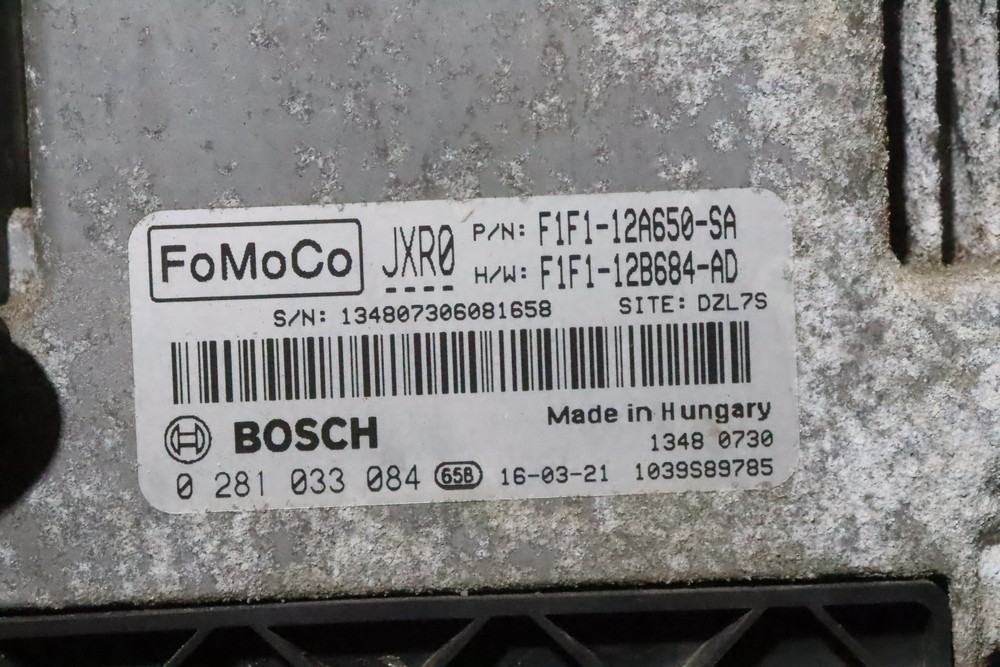 FoMoCo JXR0 P/N: F1F1-12A650-SA
H/W: F1F1-12B684-AD
S/N: 134807306081658 SITE: DZL7S
BOSCH Made in Hungary
1348 0730
0 281 033 084 65B 16-03-21 1039S89785